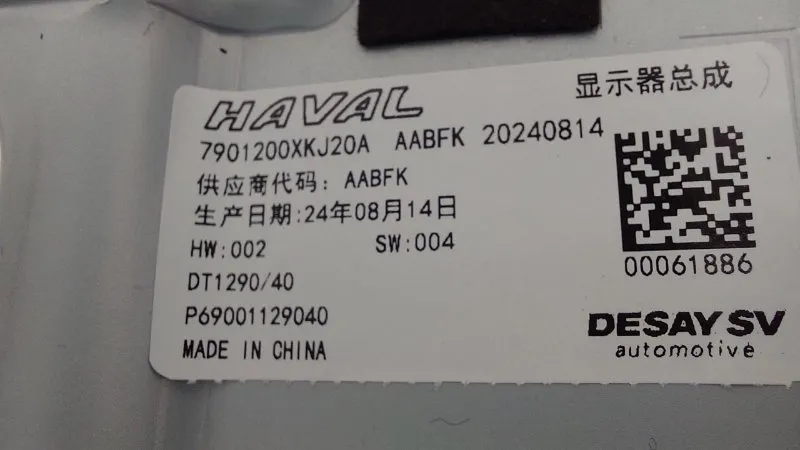 HAVAL
显示器总成
7901200XKJ20A AABFK 20240814
供应商代码: AABFK
生产日期:24年08月14日
HW:002 SW:004
00061886
DT1290/40
P69001129040
DESAY SV
automotive
MADE IN CHINA